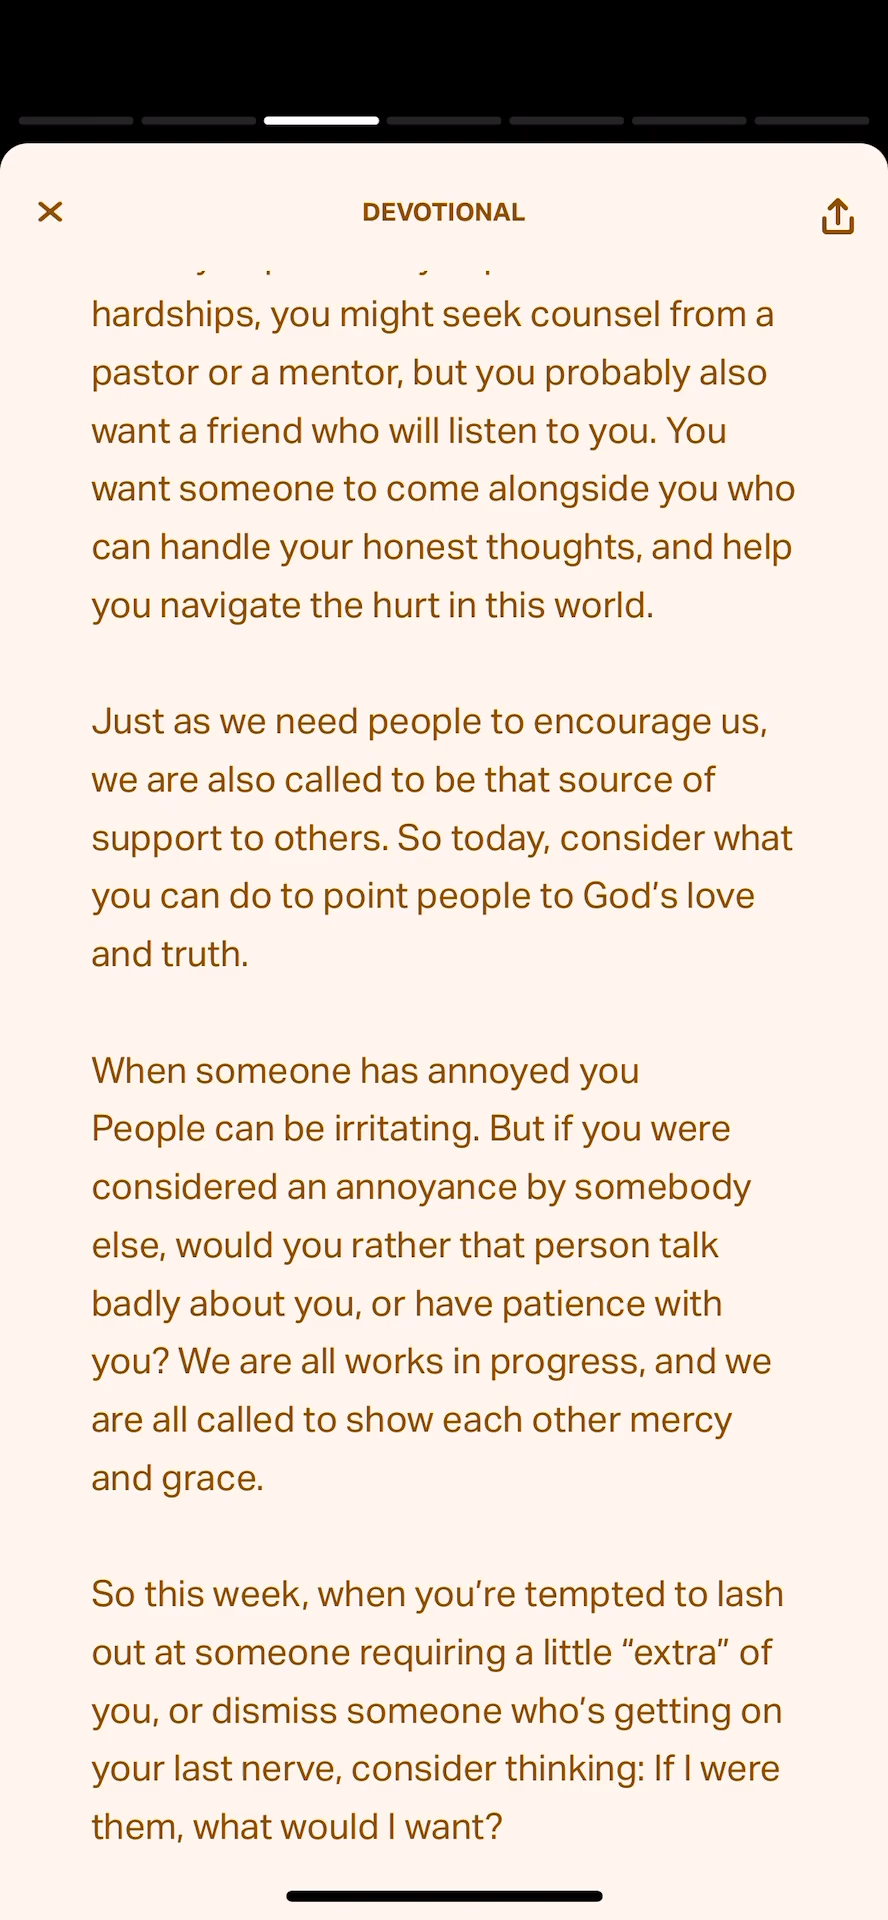 DEVOTIONAL
hardships, you might seek counsel from a
pastor or a mentor, but you probably also
want a friend who will listen to you. You
want someone to come alongside you who
can handle your honest thoughts, and help
you navigate the hurt in this world.
Just as we need people to encourage us,
we are also called to be that source of
support to others. So today, consider what
you can do to point people to God’s love
and truth.
When someone has annoyed you
People can be irritating. But if you were
considered an annoyance by somebody
else, would you rather that person talk
badly about you, or have patience with
you? We are all works in progress, and we
are all called to show each other mercy
and grace.
So this week, when you’re tempted to lash
out at someone requiring a little “extra” of
you, or dismiss someone who’s getting on
your last nerve, consider thinking: If I were
them, what would I want?